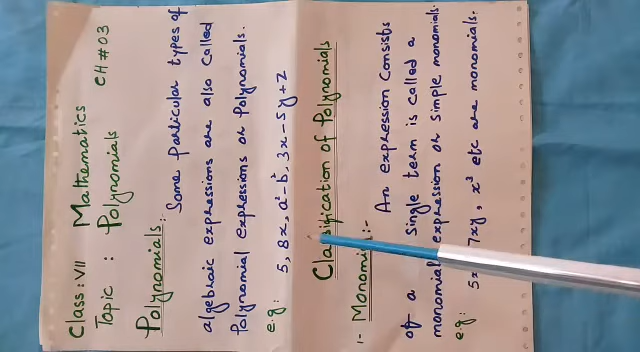 Class: VII Mathematics CH # 03
Topic : Polynomials
Polynomials:
Some particular types of
algebraic expressions are also called
Polynomial expressions or Polynomials.
e.g: 5, 8x, a²-b², 3x-5y+z
Classification of Polynomials
1- Monomial:-
An expression consists
of a single term is called a
monomial expression or simple monomials
e.g: 5x 7xy, x³ etc are monomials.